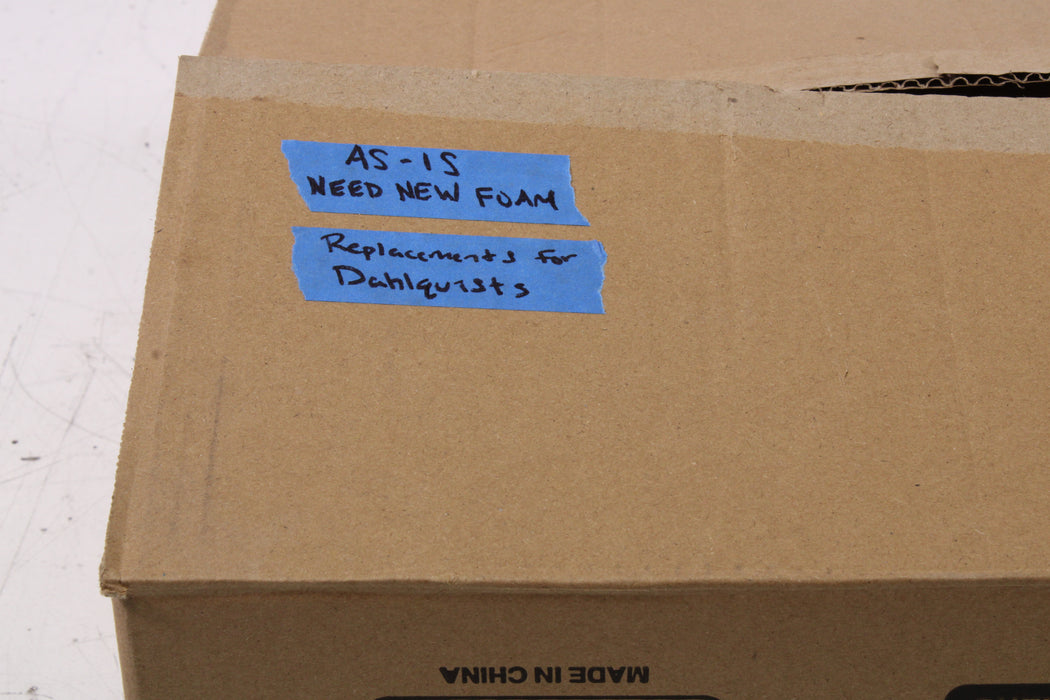 AS-IS
NEED NEW FOAM
Replacements for
Dahlquists
MADE IN CHINA